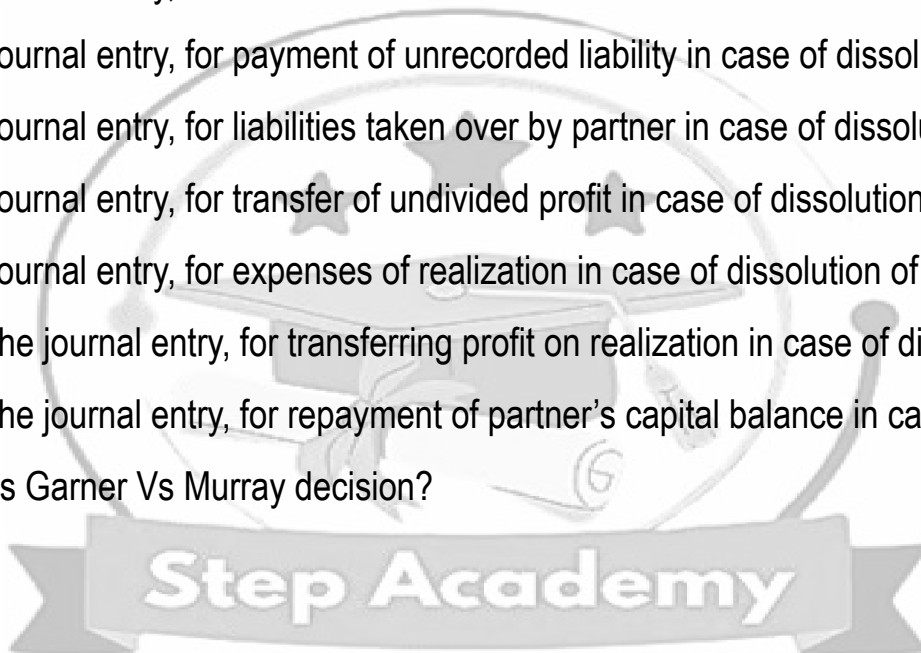 ournal entry, for payment of unrecorded liability in case of dissol
ournal entry, for liabilities taken over by partner in case of dissolu
ournal entry, for transfer of undivided profit in case of dissolution
ournal entry, for expenses of realization in case of dissolution of
he journal entry, for transferring profit on realization in case of di
he journal entry, for repayment of partner's capital balance in ca
s Garner Vs Murray decision?
Step Academy